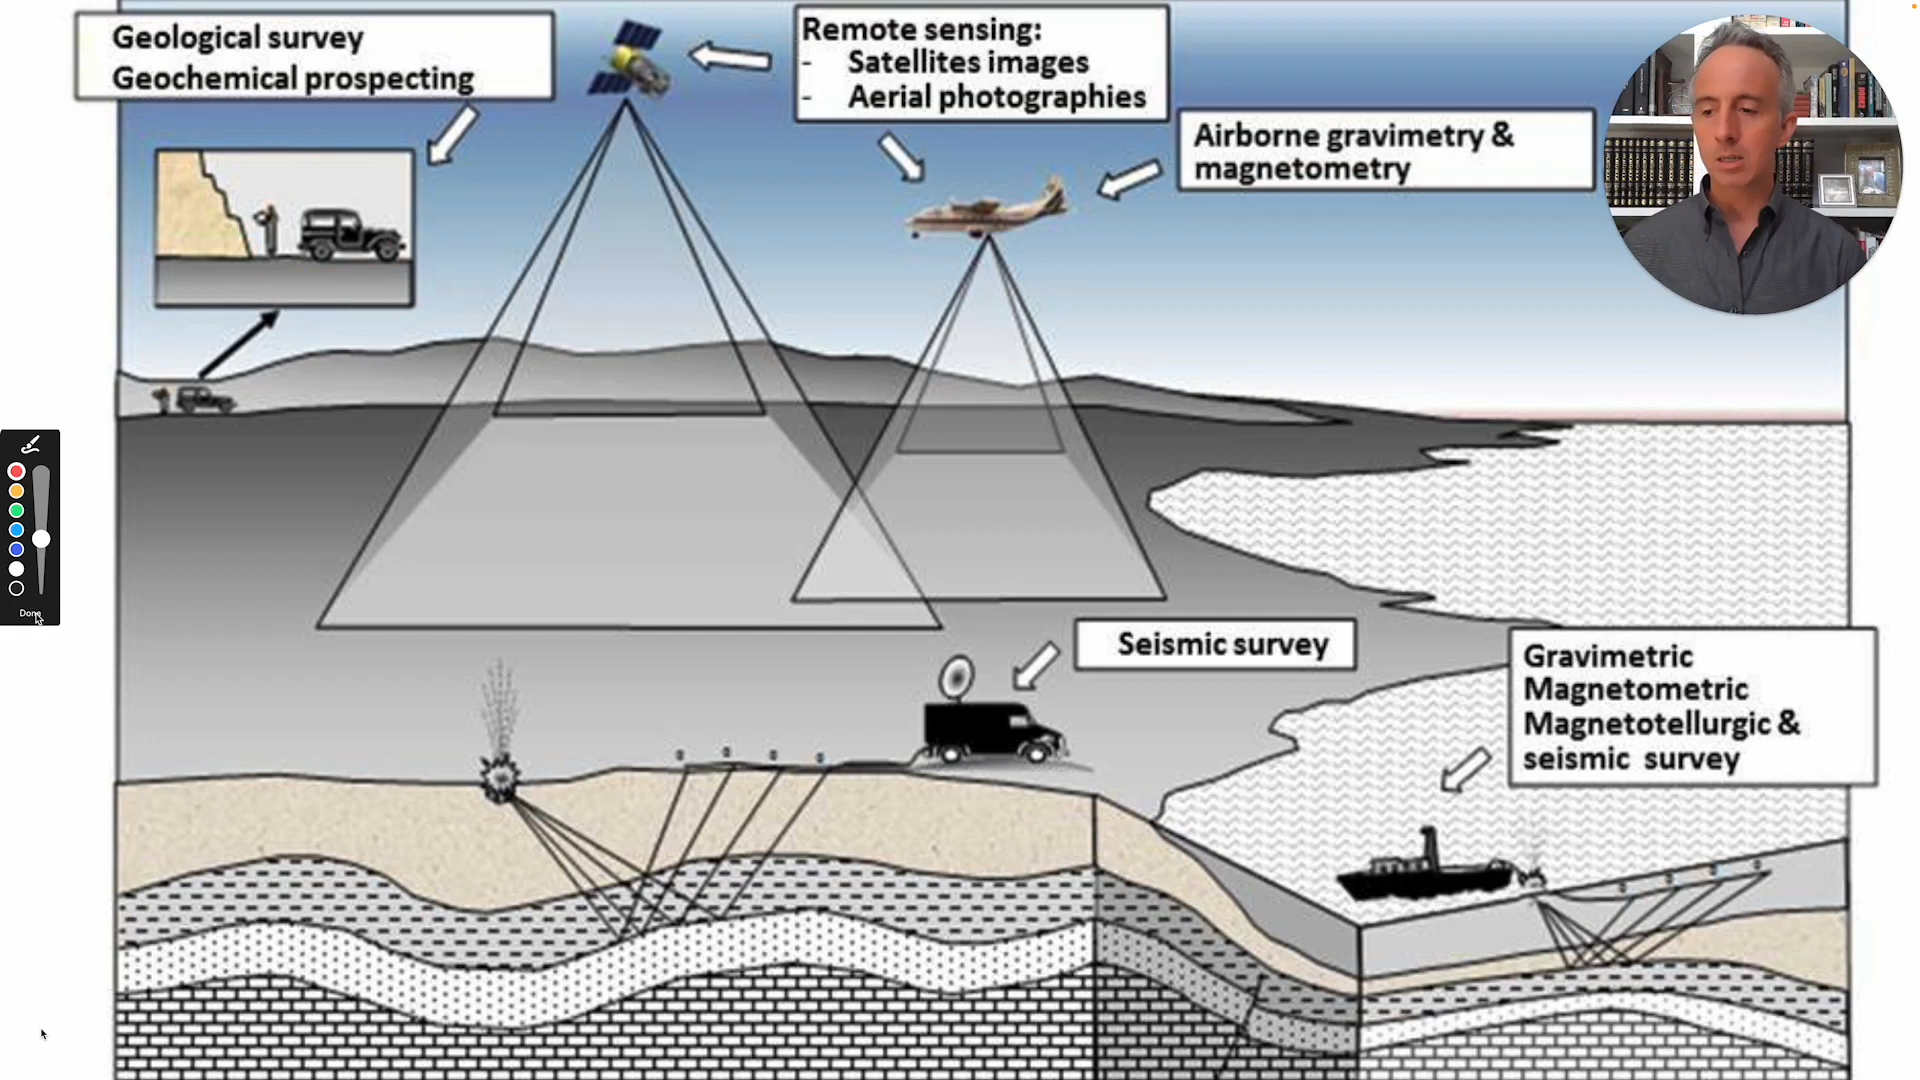 Geological survey
Geochemical prospecting
Remote sensing:
- Satellites images
- Aerial photographies
Airborne gravimetry &
magnetometry
Done
Seismic survey
Gravimetric
Magnetometric
Magnetotellurgic &
seismic survey